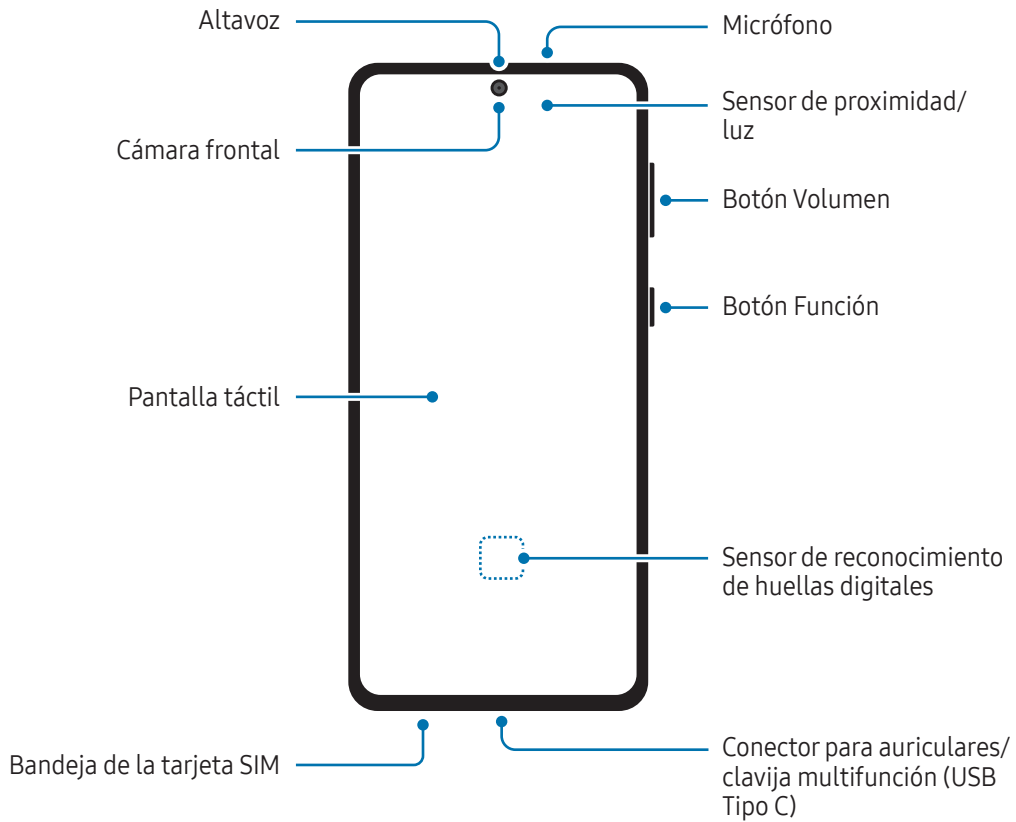 Altavoz
Micrófono
Sensor de proximidad/
luz
Cámara frontal
Botón Volumen
Botón Función
Pantalla táctil
Sensor de reconocimiento
de huellas digitales
Bandeja de la tarjeta SIM
Conector para auriculares/
clavija multifunción (USB
Tipo C)